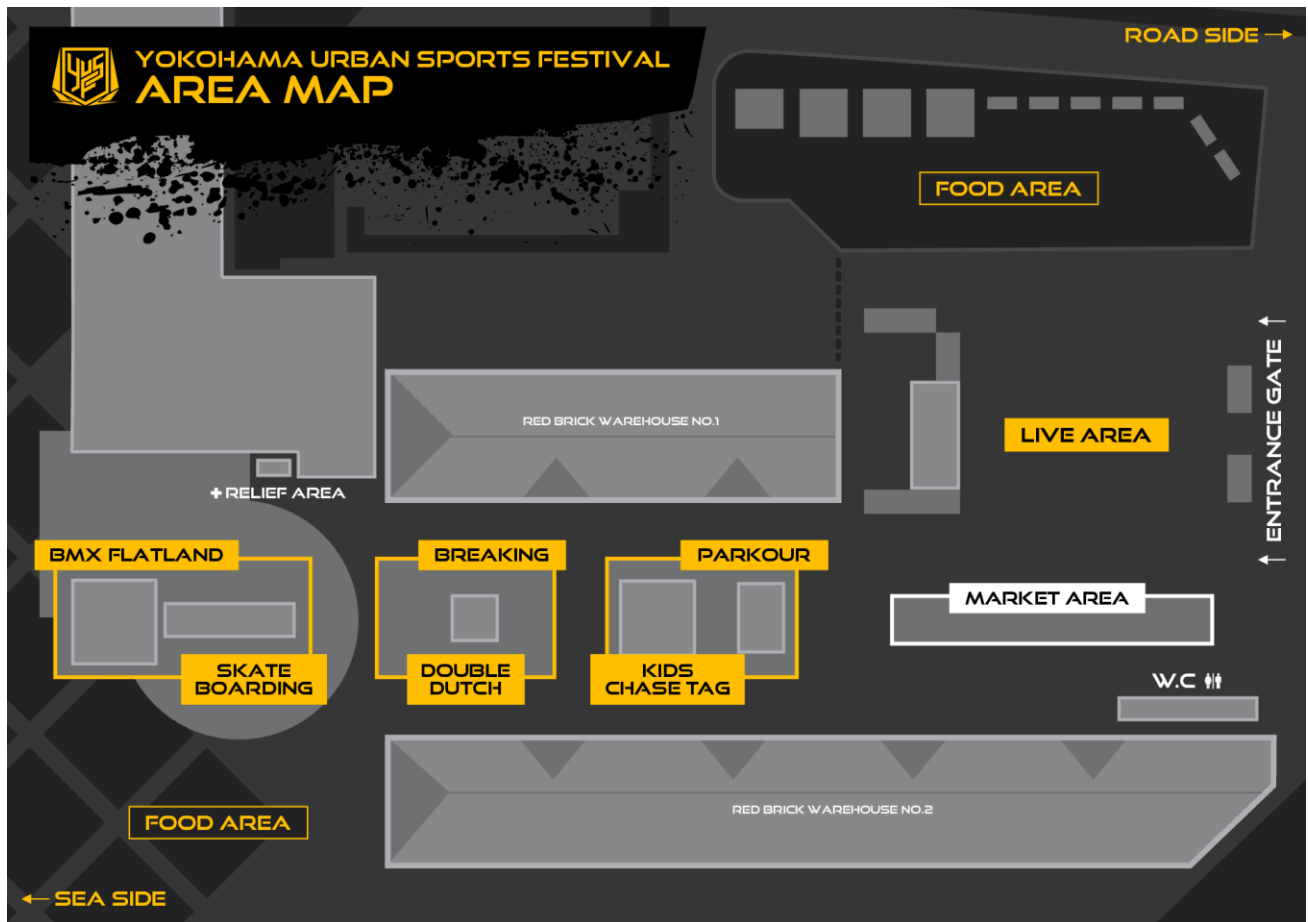 YOKOHAMA URBAN SPORTS FESTIVAL
AREA MAP
ROAD SIDE →
FOOD AREA
← ENTRANCE GATE →
RED BRICK WAREHOUSE NO.1
LIVE AREA
+ RELIEF AREA
BMX FLATLAND
BREAKING
PARKOUR
MARKET AREA
SKATE
BOARDING
DOUBLE
DUTCH
KIDS
CHASE TAG
W.C
RED BRICK WAREHOUSE NO.2
FOOD AREA
← SEA SIDE